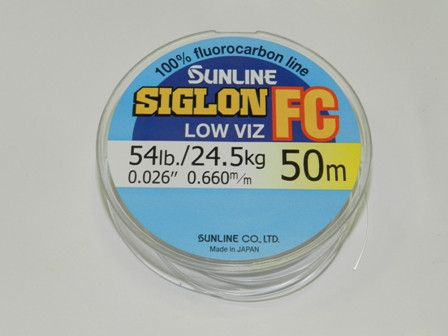 100% fluorocarbon line
SUNLINE
SIGLON FC
LOW VIZ
54lb./24.5kg 50m
0.026″ 0.660m/m
SUNLINE CO.,LTD.
Made in JAPAN